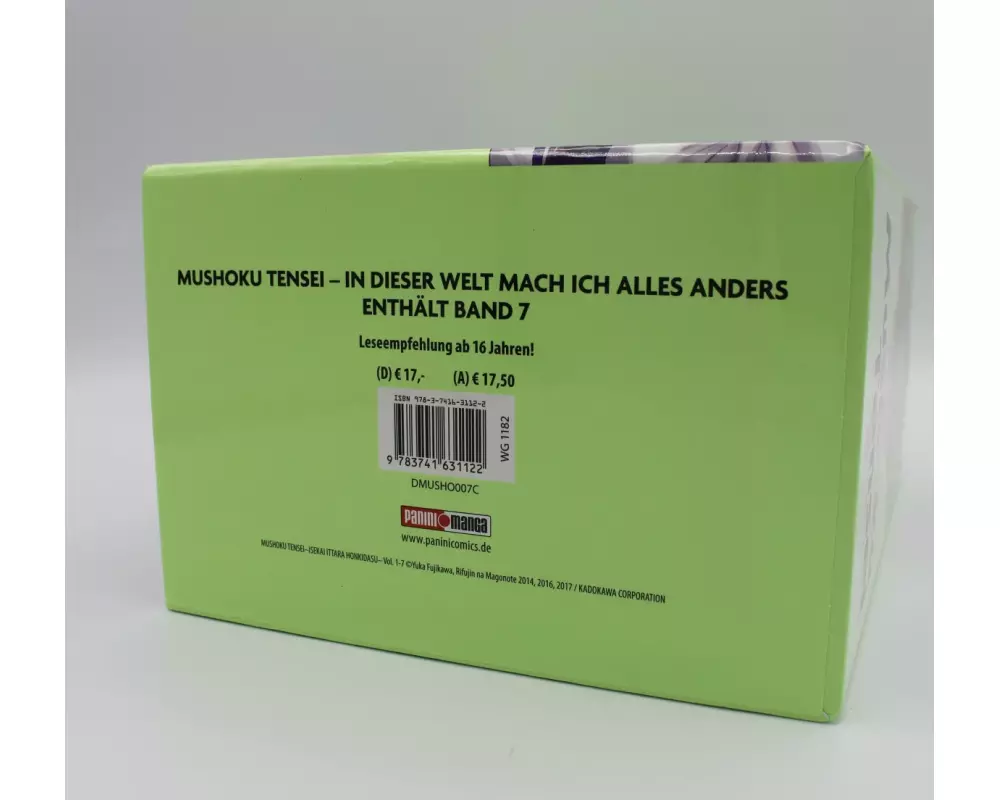 MUSHOKU TENSEI – IN DIESER WELT MACH ICH ALLES ANDERS
ENTHÄLT BAND 7
Leseempfehlung ab 16 Jahren!
(D) € 17,- (A) € 17,50
ISBN 978-3-7416-3112-2
9 783741 631122
WG 1182
DMUSHO007C
PANINI MANGA
www.paninicomics.de
MUSHOKU TENSEI–ISEKAI ITTARA HONKIDASU– Vol. 1-7 ©Yuka Fujikawa, Rifujin na Magonote 2014, 2016, 2017 / KADOKAWA CORPORATION